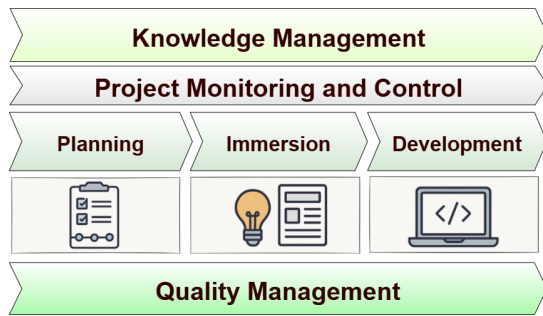 Knowledge Management
Project Monitoring and Control
Planning
Immersion
Development
</>
Quality Management